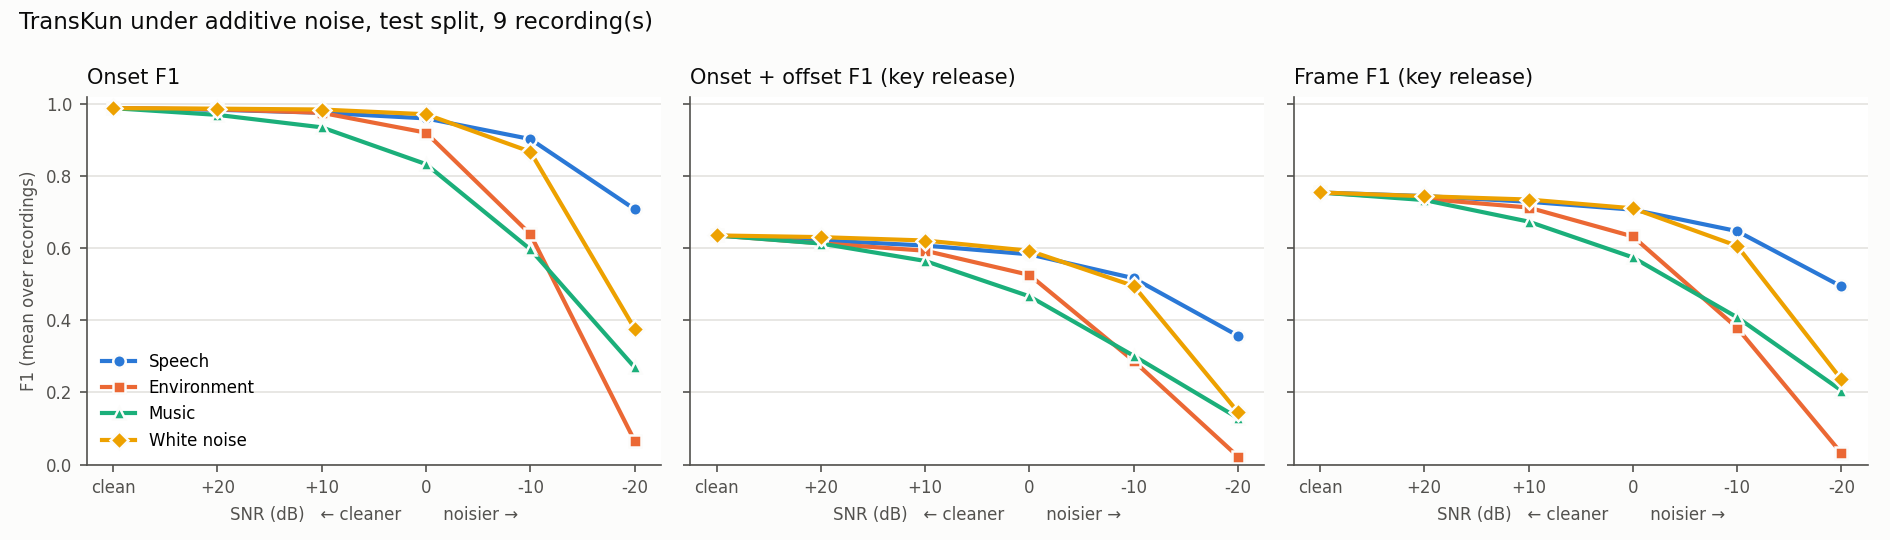 TransKun under additive noise, test split, 9 recording(s)
Onset F1
F1 (mean over recordings)
1.0
0.8
0.6
0.4
0.2
0.0
Speech
Environment
Music
White noise
clean +20 +10 0 -10 -20
SNR (dB) ← cleaner noisier →
Onset + offset F1 (key release)
clean +20 +10 0 -10 -20
SNR (dB) ← cleaner noisier →
Frame F1 (key release)
clean +20 +10 0 -10 -20
SNR (dB) ← cleaner noisier →